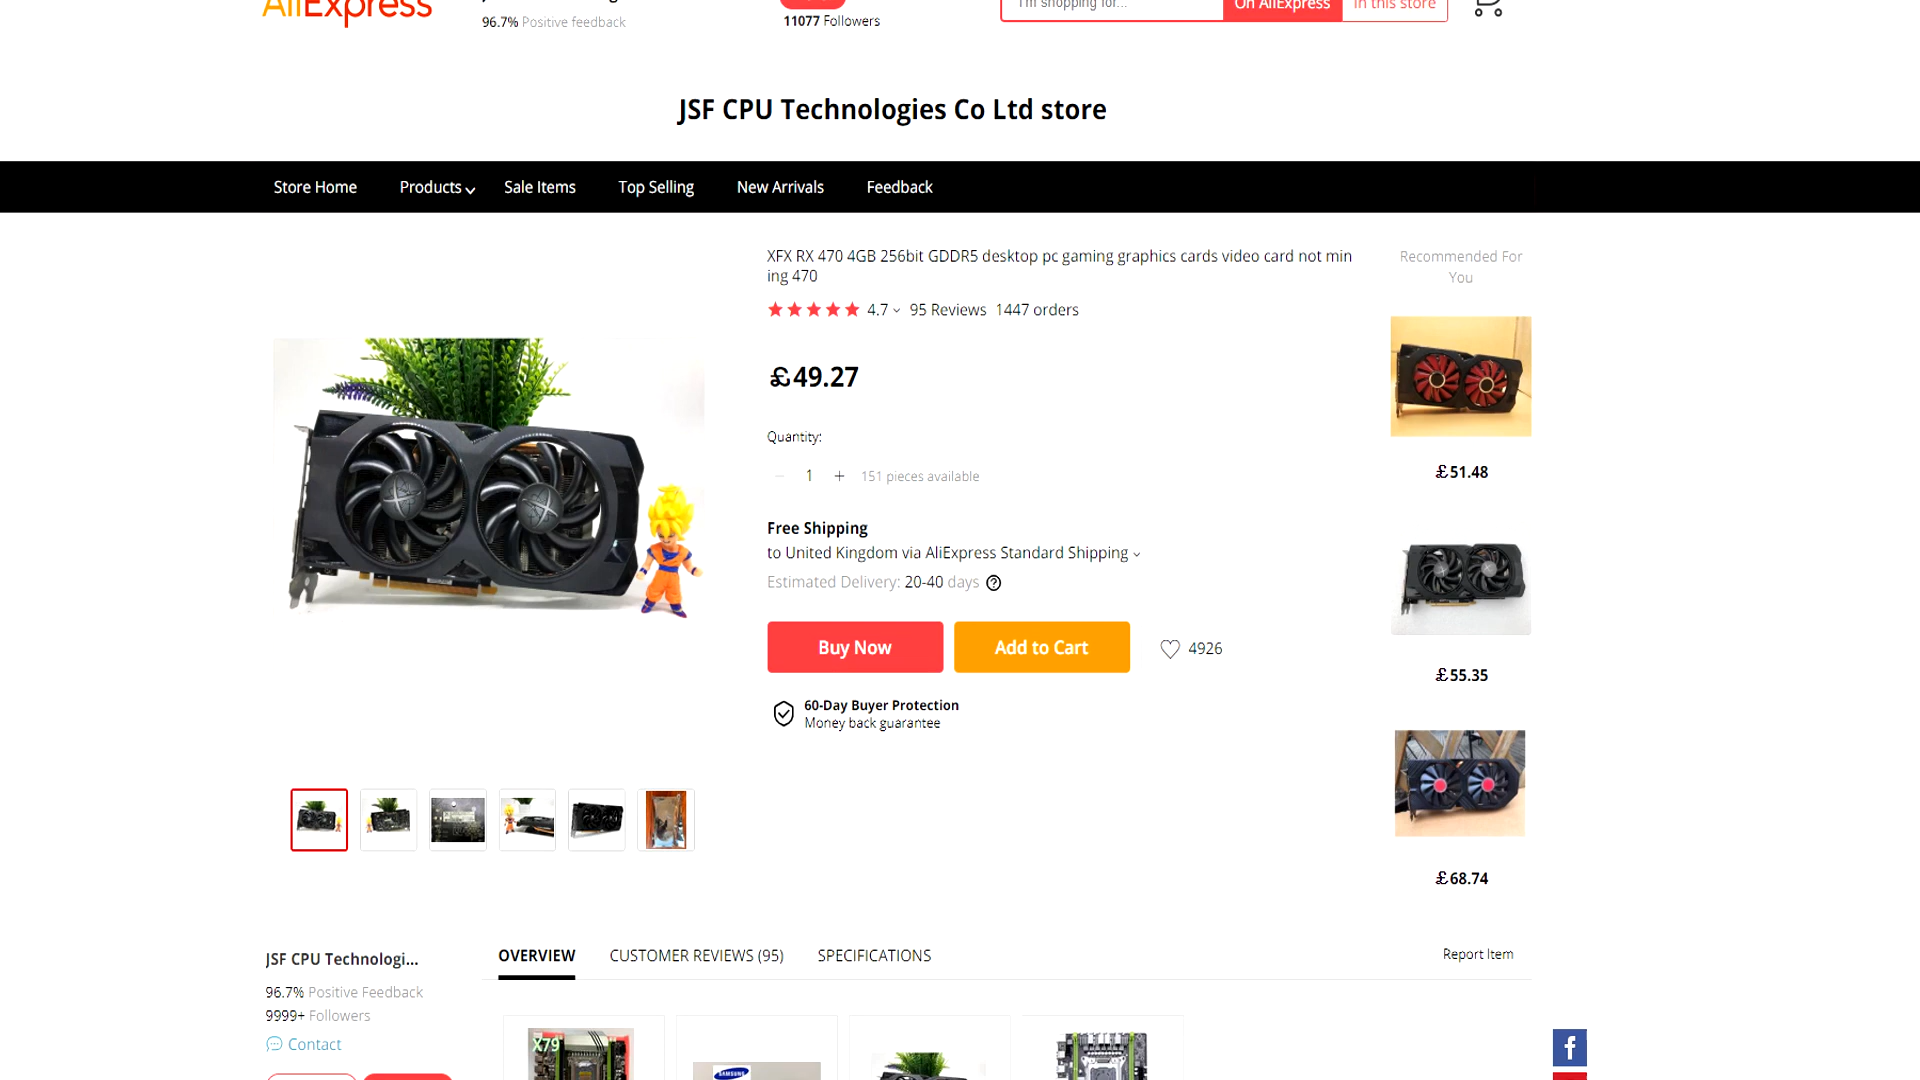 AliExpress
96.7% Positive feedback
11077 Followers
I'm shopping for...
On AliExpress
In this store
JSF CPU Technologies Co Ltd store
Store Home
Products
Sale Items
Top Selling
New Arrivals
Feedback
XFX RX 470 4GB 256bit GDDR5 desktop pc gaming graphics cards video card not min
ing 470
4.7
95 Reviews
1447 orders
£49.27
Quantity:
1
151 pieces available
Free Shipping
to United Kingdom via AliExpress Standard Shipping
Estimated Delivery: 20-40 days
Buy Now
Add to Cart
4926
60-Day Buyer Protection
Money back guarantee
Recommended For
You
£51.48
£55.35
£68.74
JSF CPU Technologi...
96.7% Positive Feedback
9999+ Followers
Contact
OVERVIEW
CUSTOMER REVIEWS (95)
SPECIFICATIONS
Report Item
X79
SAMSUNG